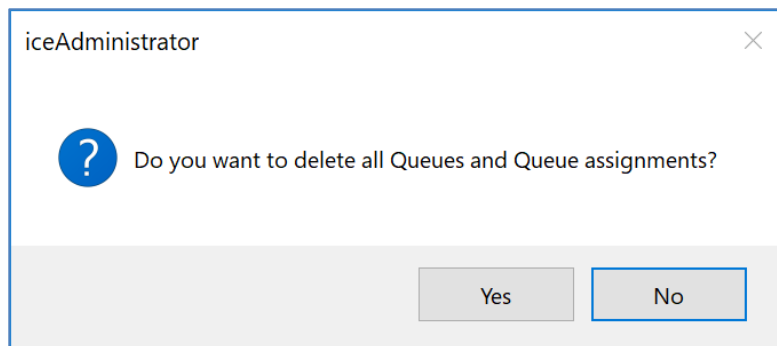 iceAdministrator
?
Do you want to delete all Queues and Queue assignments?
Yes
No